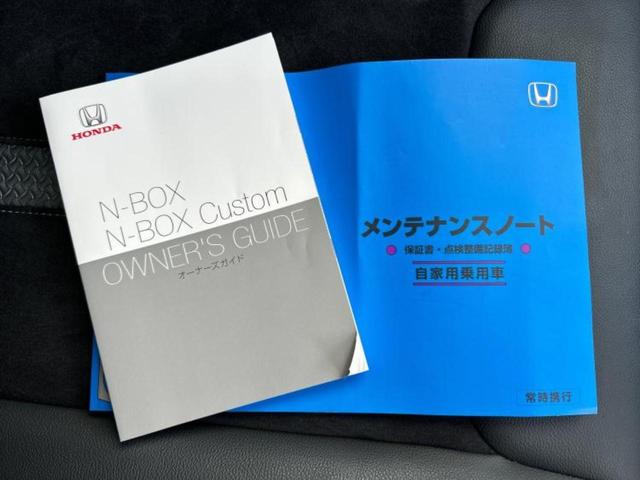 HONDA
N-BOX
N-BOX Custom
OWNER'S GUIDE
オーナーズガイド
メンテナンスノート
保証書・点検整備記録簿
自家用乗用車
常時携行